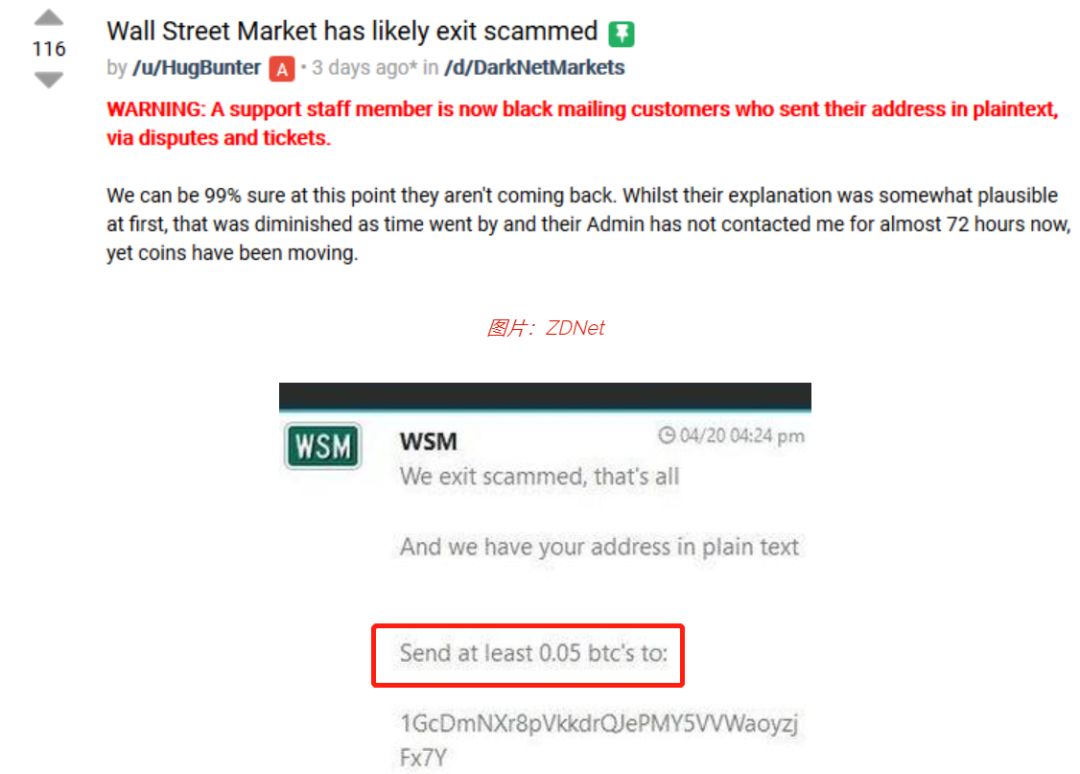 Wall Street Market has likely exit scammed
116
by /u/HugBunter A • 3 days ago* in /d/DarkNetMarkets
WARNING: A support staff member is now black mailing customers who sent their address in plaintext,
via disputes and tickets.
We can be 99% sure at this point they aren't coming back. Whilst their explanation was somewhat plausible
at first, that was diminished as time went by and their Admin has not contacted me for almost 72 hours now,
yet coins have been moving.
图片：ZDNet
WSM
WSM
04/20 04:24 pm
We exit scammed, that's all
And we have your address in plain text
Send at least 0.05 btc's to:
1GcDmNXr8pVkkdrQJePMY5VVWaoyzj
Fx7Y